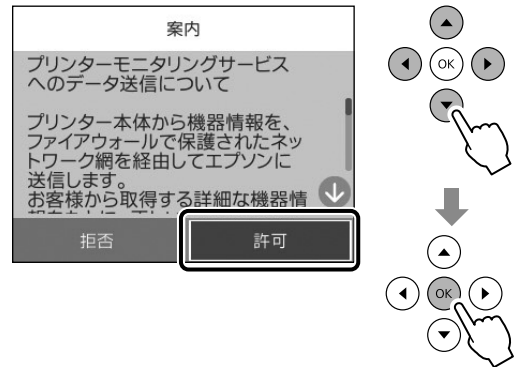 案内
プリンターモニタリングサービス
へのデータ送信について
プリンター本体から機器情報を、
ファイアウォールで保護されたネッ
トワーク網を経由してエプソンに
送信します。
お客様から取得する詳細な機器情
拒否
許可
OK
OK